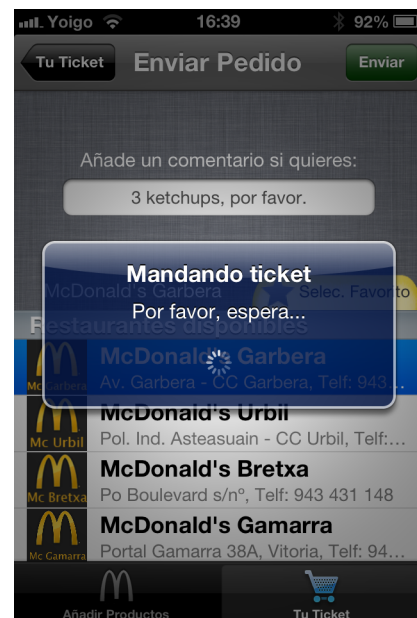 Yoigo 16:39 92%
Tu Ticket Enviar Pedido Enviar
Añade un comentario si quieres:
3 ketchups, por favor.
Mandando ticket
Por favor, espera...
McDonald's Garbera Selec. Favorito
Restaurantes disponibles
McDonald's Garbera
Av. Garbera - CC Garbera, Telf: 943...
Mc Garbera
McDonald's Urbil
Pol. Ind. Asteasuain - CC Urbil, Telf:...
Mc Urbil
McDonald's Bretxa
Po Boulevard s/nº, Telf: 943 431 148
Mc Bretxa
McDonald's Gamarra
Portal Gamarra 38A, Vitoria, Telf: 94...
Mc Gamarra
Añadir Productos Tu Ticket